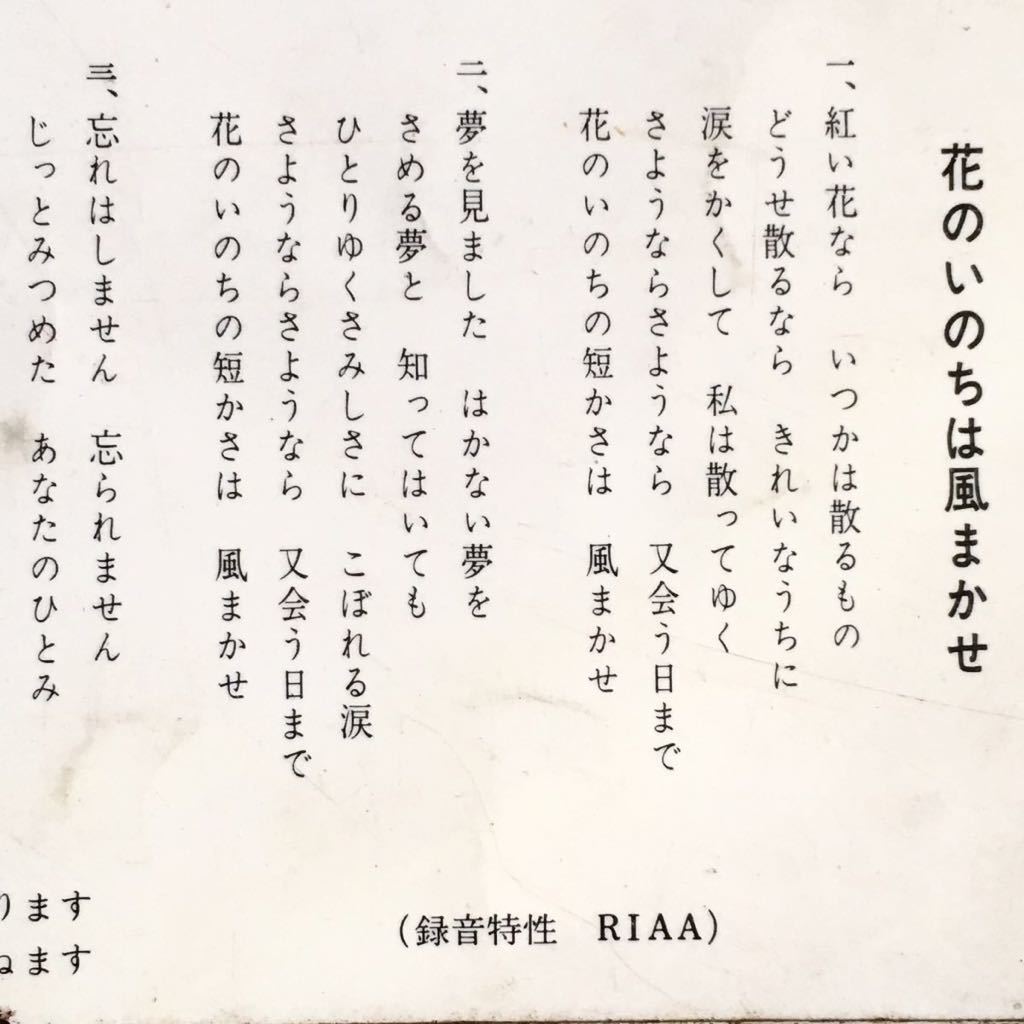 花のいのちは風まかせ
一、紅い花なら　いつかは散るもの
どうせ散るなら　きれいなうちに
涙をかくして　私は散ってゆく
さようならさようなら　又会う日まで
花のいのちの短かさは　風まかせ
二、夢を見ました　はかない夢を
さめる夢と　知ってはいても
ひとりゆくさみしさに　こぼれる涙
さようならさようなら　又会う日まで
花のいのちの短かさは　風まかせ
三、忘れはしません　忘られません
じっとみつめた　あなたのひとみ
(録音特性　RIAA)
ります
ねます